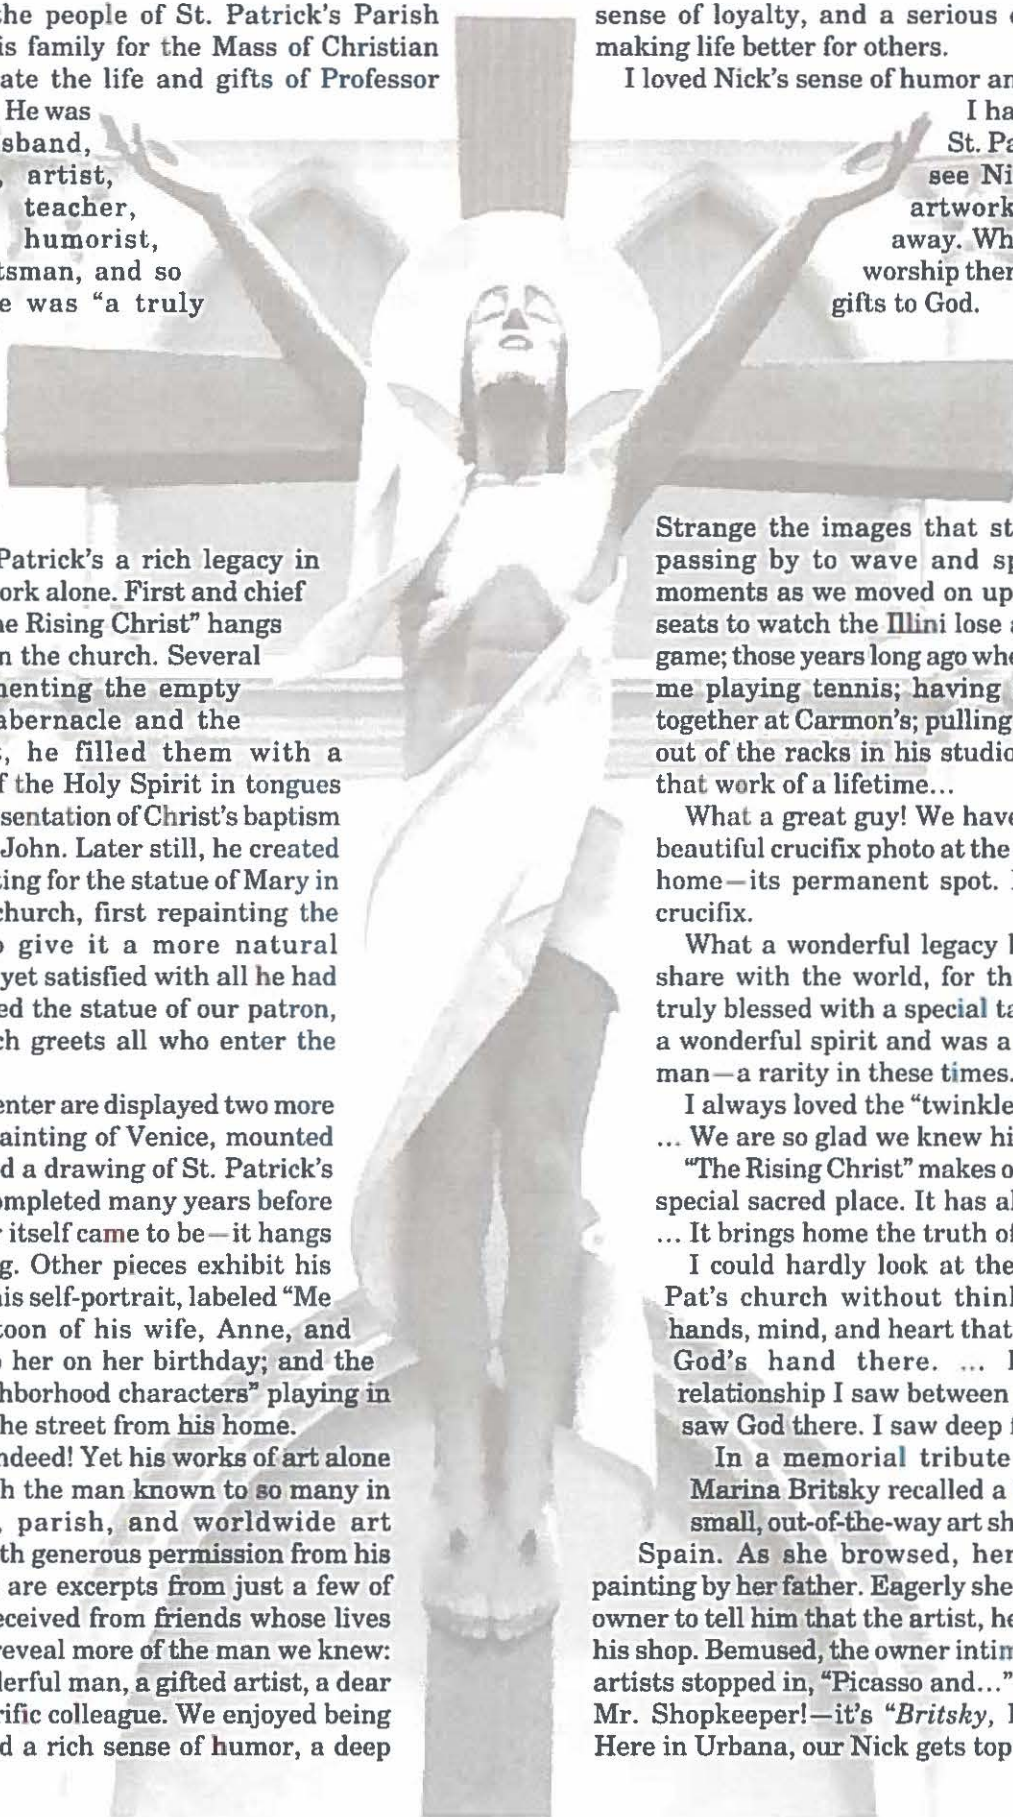 the people of St. Patrick's Parish
is family for the Mass of Christian
ate the life and gifts of Professor
He was
sband,
, artist,
teacher,
humorist,
tsman, and so
e was “a truly
Patrick's a rich legacy in
ork alone. First and chief
he Rising Christ” hangs
n the church. Several
nenting the empty
abernacle and the
, he filled them with a
f the Holy Spirit in tongues
sentation of Christ's baptism
John. Later still, he created
ting for the statue of Mary in
church, first repainting the
o give it a more natural
yet satisfied with all he had
ed the statue of our patron,
ch greets all who enter the
enter are displayed two more
ainting of Venice, mounted
d a drawing of St. Patrick's
ompleted many years before
r itself came to be—it hangs
g. Other pieces exhibit his
his self-portrait, labeled “Me
toon of his wife, Anne, and
o her on her birthday; and the
hborhood characters” playing in
he street from his home.
ndeed! Yet his works of art alone
h the man known to so many in
, parish, and worldwide art
th generous permission from his
are excerpts from just a few of
eceived from friends whose lives
reveal more of the man we knew:
derful man, a gifted artist, a dear
rific colleague. We enjoyed being
d a rich sense of humor, a deep
sense of loyalty, and a serious
making life better for others.
I loved Nick's sense of humor an
I ha
St. Pa
see Ni
artwork
away. Wh
worship ther
gifts to God.
Strange the images that st
passing by to wave and sp
moments as we moved on up
seats to watch the Illini lose a
game; those years long ago whe
me playing tennis; having
together at Carmon's; pulling
out of the racks in his studio
that work of a lifetime...
What a great guy! We have
beautiful crucifix photo at the
home—its permanent spot. I
crucifix.
What a wonderful legacy h
share with the world, for th
truly blessed with a special ta
a wonderful spirit and was a
man—a rarity in these times.
I always loved the “twinkle
... We are so glad we knew hi
“The Rising Christ” makes o
special sacred place. It has al
... It brings home the truth of
I could hardly look at the
Pat's church without think
hands, mind, and heart that
God's hand there. ... I
relationship I saw between
saw God there. I saw deep f
In a memorial tribute
Marina Britsky recalled a
small, out-of-the-way art sh
Spain. As she browsed, her
painting by her father. Eagerly she
owner to tell him that the artist, he
his shop. Bemused, the owner intim
artists stopped in, “Picasso and...”
Mr. Shopkeeper!—it's “Britsky,
Here in Urbana, our Nick gets top